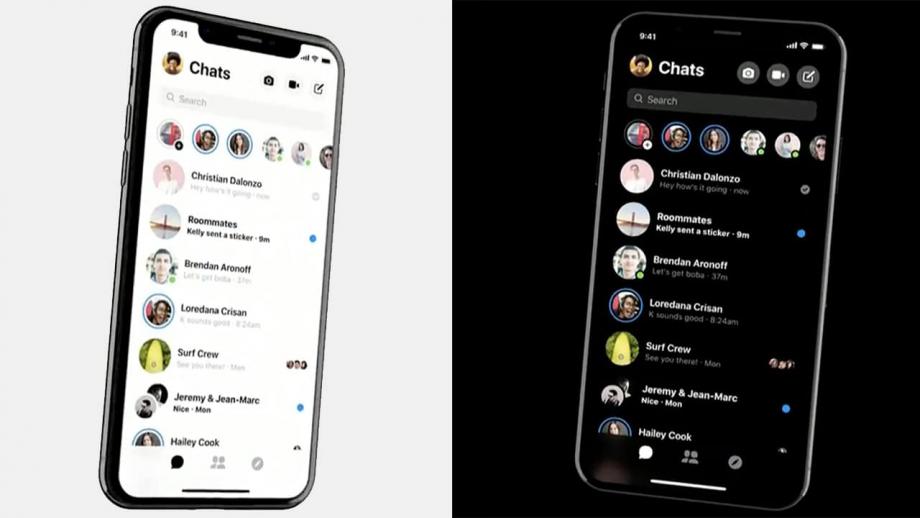 9:41
Chats
Search
Christian Dalonzo
Hey how's it going · now
Roommates
Kelly sent a sticker · 9m
Brendan Aronoff
Let's get boba · 37m
Loredana Crisan
K sounds good · 8:24am
Surf Crew
See you there! · Mon
Jeremy & Jean-Marc
Nice · Mon
Hailey Cook
9:41
Chats
Search
Christian Dalonzo
Hey how's it going · now
Roommates
Kelly sent a sticker · 9m
Brendan Aronoff
Let's get boba · 37m
Loredana Crisan
K sounds good · 8:24am
Surf Crew
See you there! · Mon
Jeremy & Jean-Marc
Nice · Mon
Hailey Cook